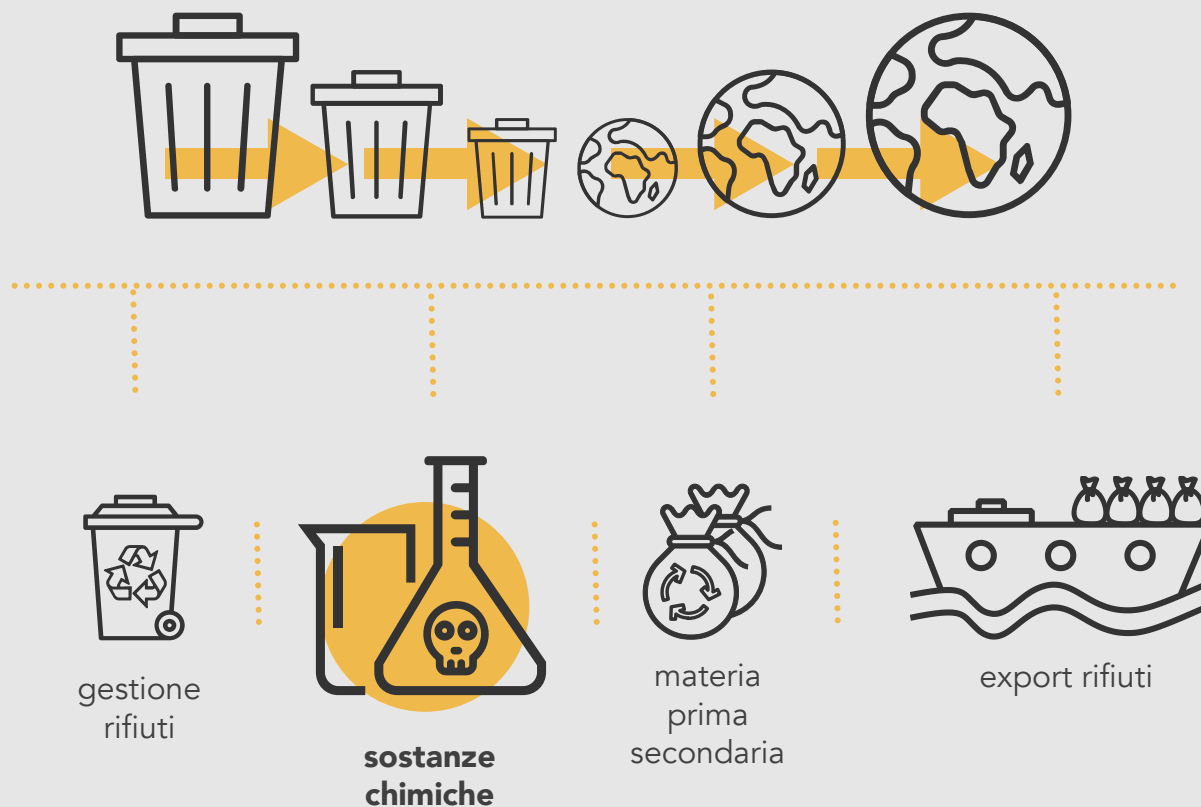 gestione
rifiuti
sostanze
chimiche
materia
prima
secondaria
export rifiuti